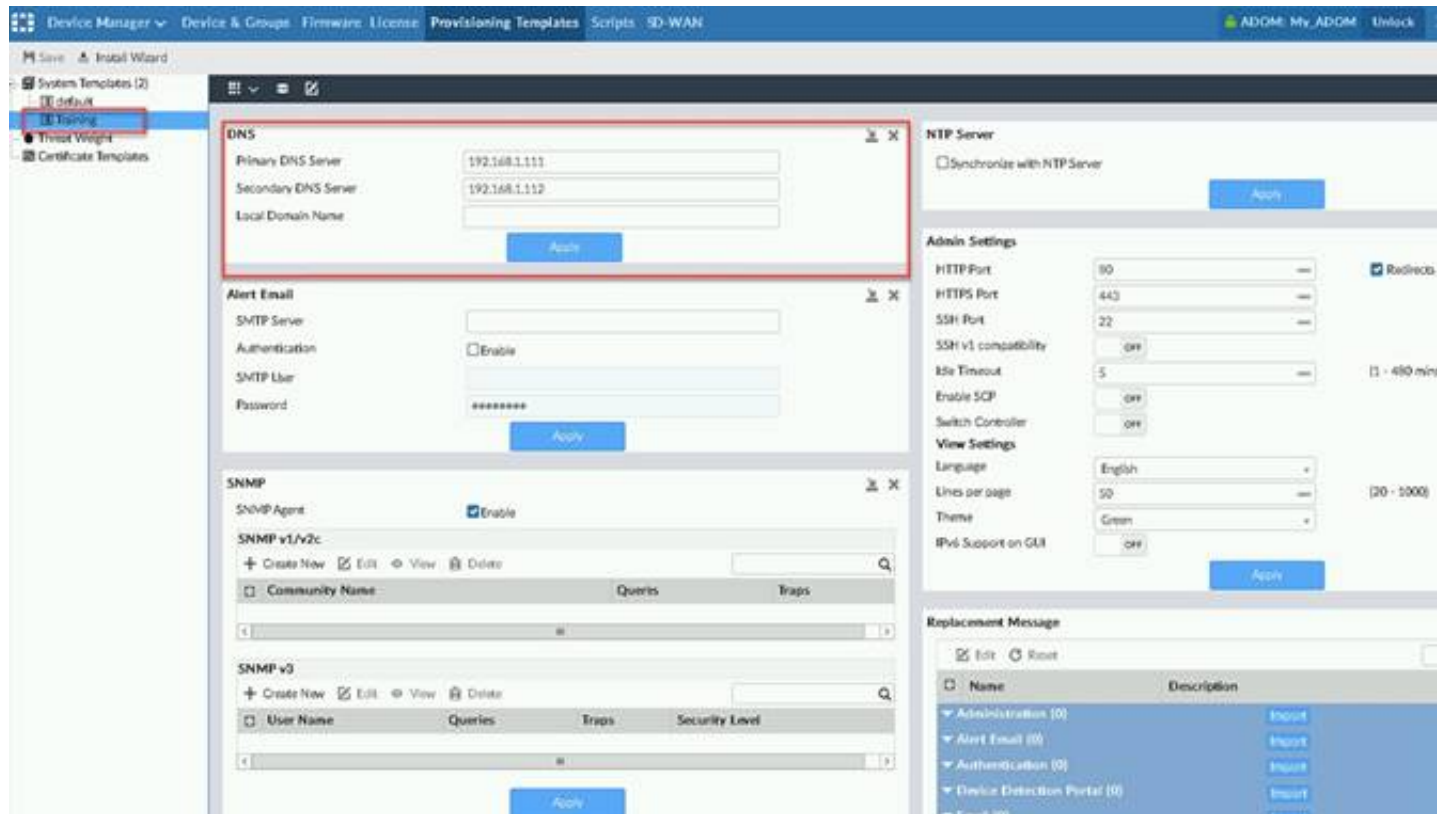 Device Manager Device & Groups Firmware License Provisioning Templates Scripts SD-WAN ADOM: My_ADOM Unlock
Save Install Wizard
System Templates (2)
default
Training
Threat Weight
Certificate Templates
DNS
Primary DNS Server 192.168.1.111
Secondary DNS Server 192.168.1.112
Local Domain Name
Apply
Alert Email
SMTP Server
Authentication Enable
SMTP User
Password ********
Apply
SNMP
SNMP Agent Enable
SNMP v1/v2c
Create New Edit View Delete
Community Name Queries Traps
SNMP v3
Create New Edit View Delete
User Name Queries Traps Security Level
Apply
NTP Server
Synchronize with NTP Server
Apply
Admin Settings
HTTP Port 80 Redirects
HTTPS Port 443
SSH Port 22
SSH v1 compatibility OFF
Idle Timeout 5 (1 - 480 mins
Enable SCP OFF
Switch Controller OFF
View Settings
Language English
Lines per page 50 (20 - 1000)
Theme Green
IPv6 Support on GUI OFF
Apply
Replacement Message
Edit Reset
Name Description
Administration (0) Import
Alert Email (0) Import
Authentication (0) Import
Device Detection Portal (0) Import